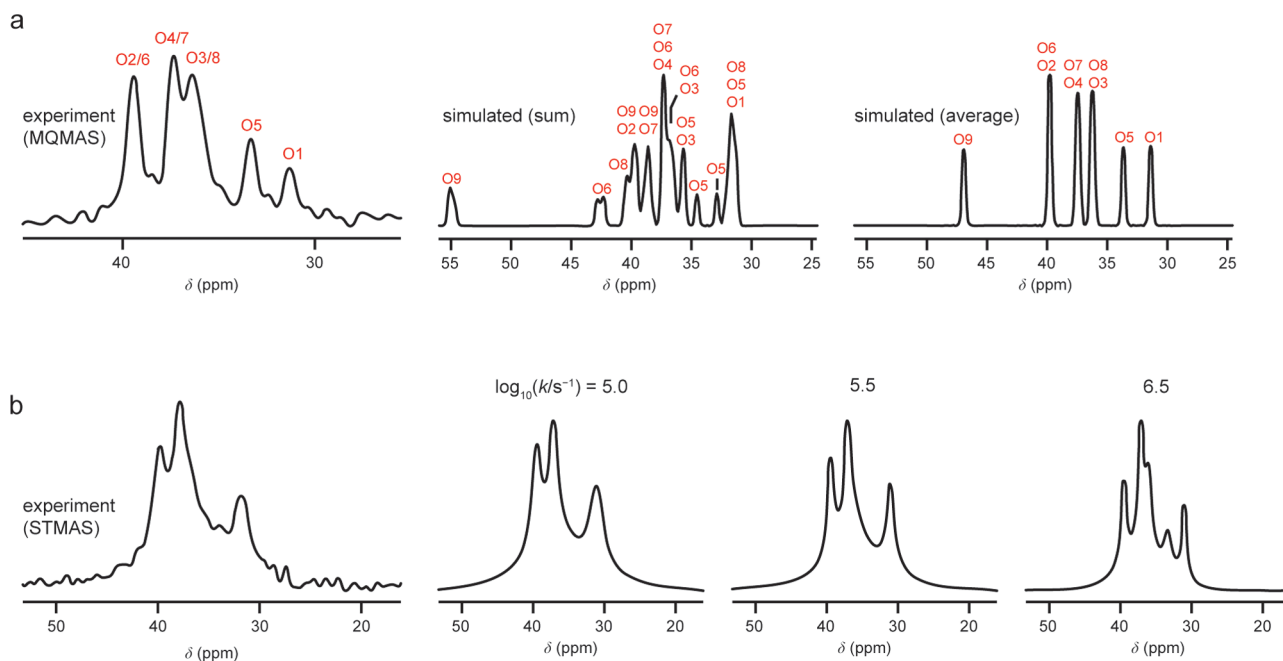 a
experiment
(MQMAS)
O2/6
O4/7
O3/8
O5
O1
40
30
δ (ppm)
simulated (sum)
O9
O6
O8
O9
O2
O9
O7
O7
O6
O4
O6
O3
O5
O3
O5
O5
O8
O5
O1
55 50 45 40 35 30 25
δ (ppm)
simulated (average)
O9
O6
O2
O7
O4
O8
O3
O5
O1
55 50 45 40 35 30 25
δ (ppm)
b
experiment
(STMAS)
50 40 30 20
δ (ppm)
log₁₀(k/s⁻¹) = 5.0
50 40 30 20
δ (ppm)
5.5
50 40 30 20
δ (ppm)
6.5
50 40 30 20
δ (ppm)